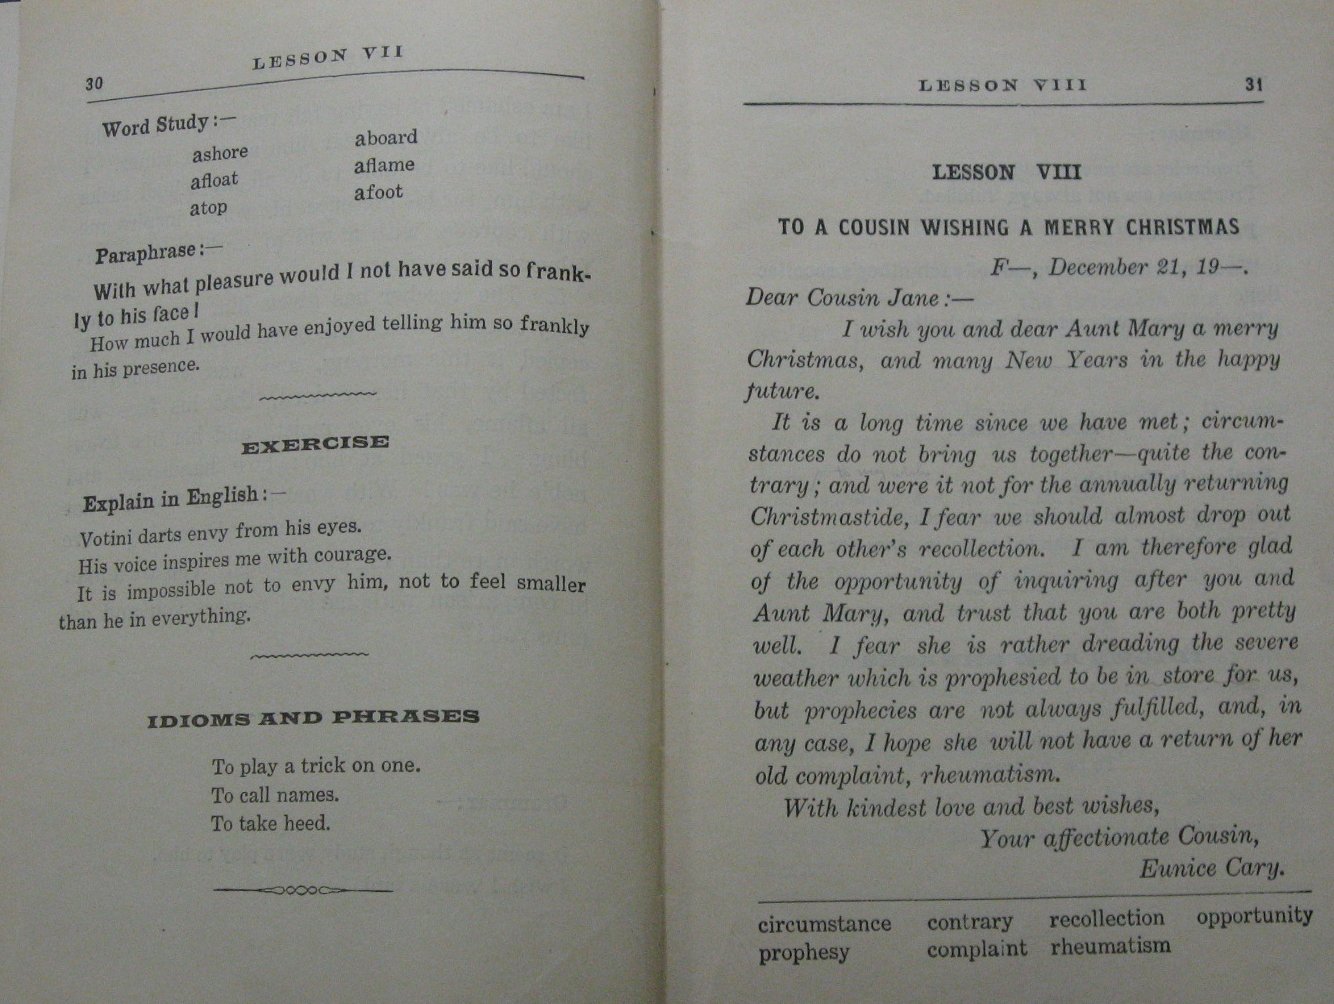 30
LESSON VII
Word Study:—
ashore aboard
afloat aflame
atop afoot
Paraphrase:—
With what pleasure would I not have said so frank-
ly to his face!
How much I would have enjoyed telling him so frankly
in his presence.
EXERCISE
Explain in English:—
Votini darts envy from his eyes.
His voice inspires me with courage.
It is impossible not to envy him, not to feel smaller
than he in everything.
IDIOMS AND PHRASES
To play a trick on one.
To call names.
To take heed.
LESSON VIII 31
LESSON VIII
TO A COUSIN WISHING A MERRY CHRISTMAS
F—, December 21, 19—.
Dear Cousin Jane:—
I wish you and dear Aunt Mary a merry
Christmas, and many New Years in the happy
future.
It is a long time since we have met; circum-
stances do not bring us together—quite the con-
trary; and were it not for the annually returning
Christmastide, I fear we should almost drop out
of each other's recollection. I am therefore glad
of the opportunity of inquiring after you and
Aunt Mary, and trust that you are both pretty
well. I fear she is rather dreading the severe
weather which is prophesied to be in store for us,
but prophecies are not always fulfilled, and, in
any case, I hope she will not have a return of her
old complaint, rheumatism.
With kindest love and best wishes,
Your affectionate Cousin,
Eunice Cary.
circumstance contrary recollection opportunity
prophesy complaint rheumatism